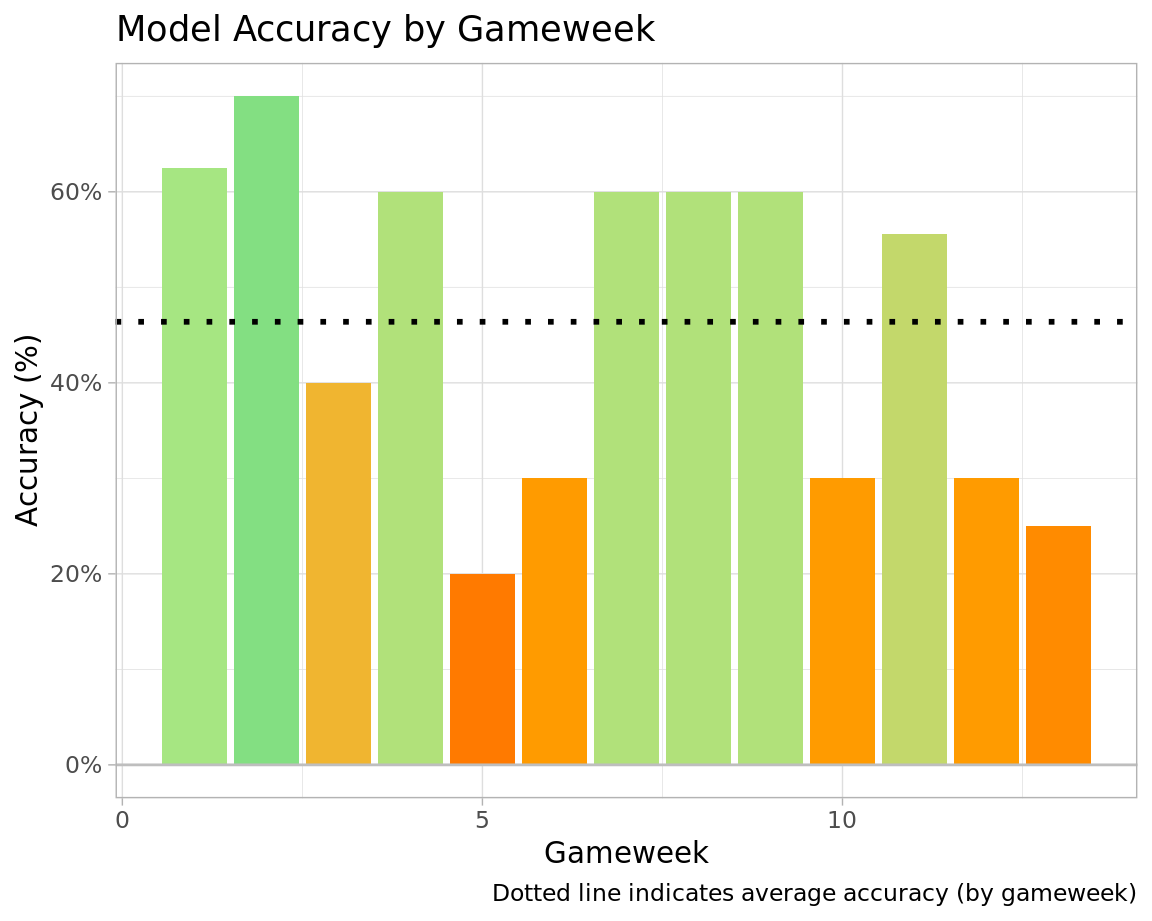 Model Accuracy by Gameweek
Accuracy (%)
60%
40%
20%
0%
0 5 10
Gameweek
Dotted line indicates average accuracy (by gameweek)